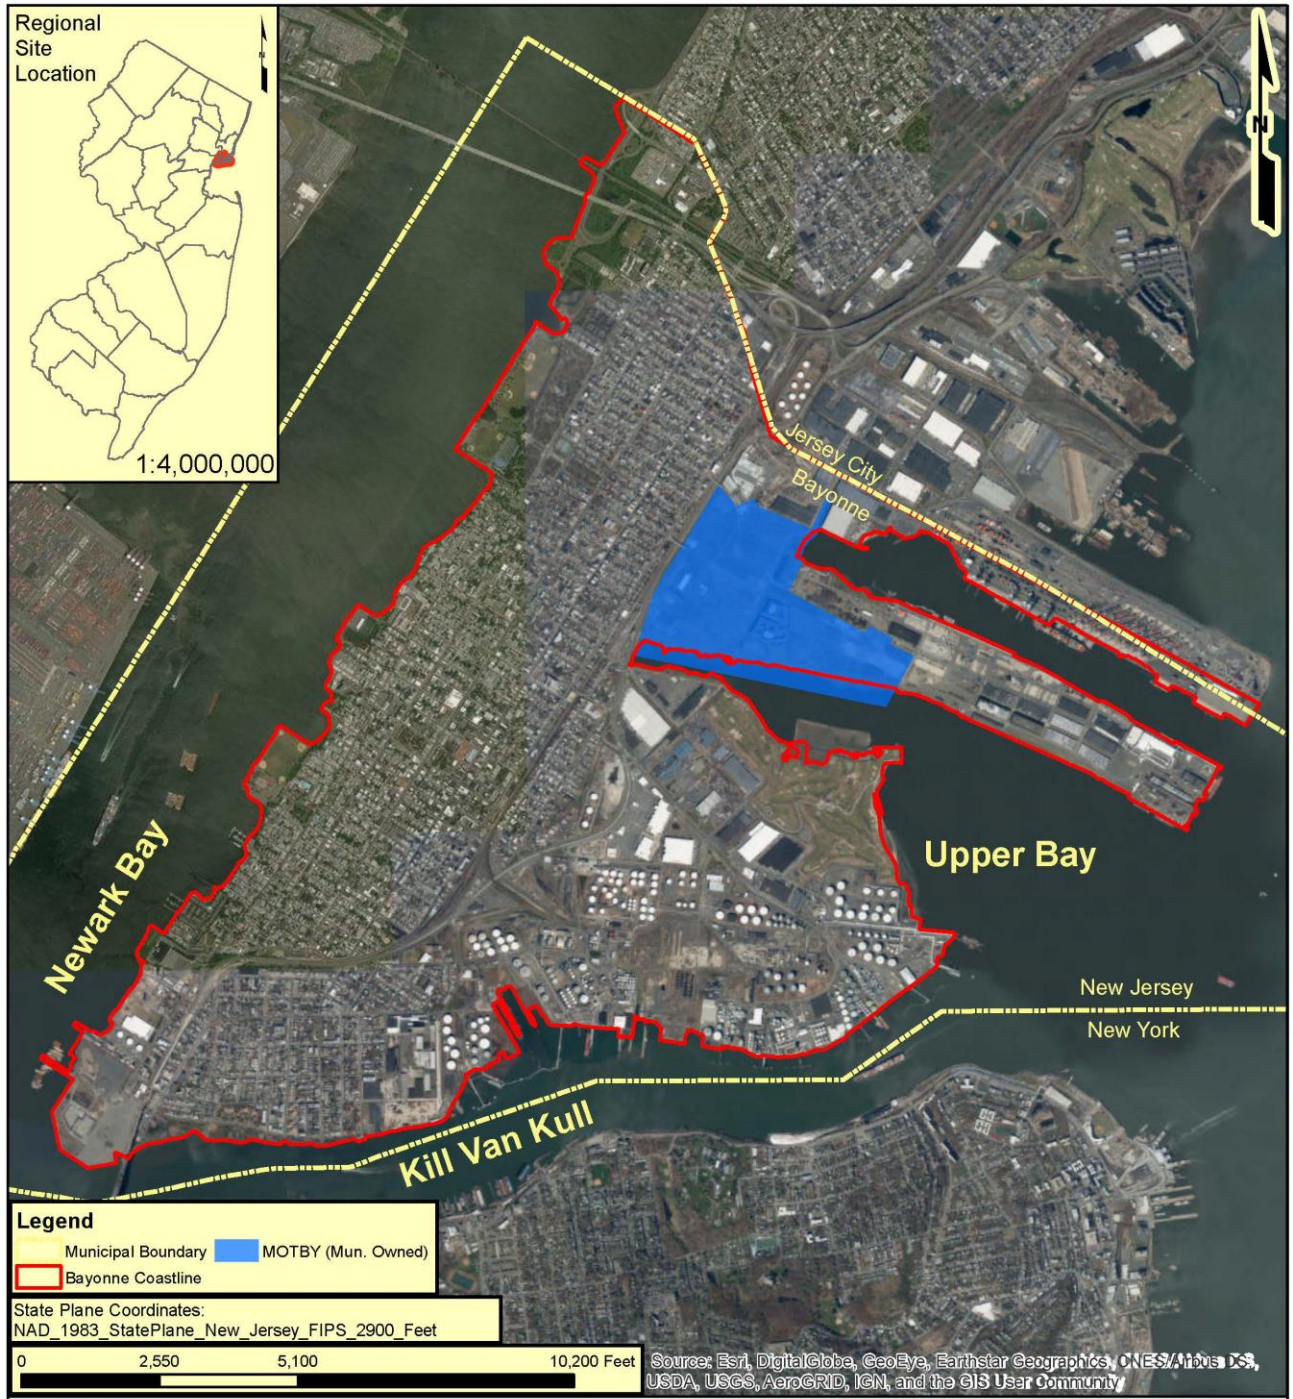 Regional
Site
Location
N
1:4,000,000
N
Jersey City
Bayonne
Newark Bay
Upper Bay
New Jersey
New York
Kill Van Kull
Legend
Municipal Boundary
MOTBY (Mun. Owned)
Bayonne Coastline
State Plane Coordinates:
NAD_1983_StatePlane_New_Jersey_FIPS_2900_Feet
0 2,550 5,100 10,200 Feet
Source: Esri, DigitalGlobe, GeoEye, Earthstar Geographics, CNES/Airbus DS,
USDA, USGS, AeroGRID, IGN, and the GIS User Community